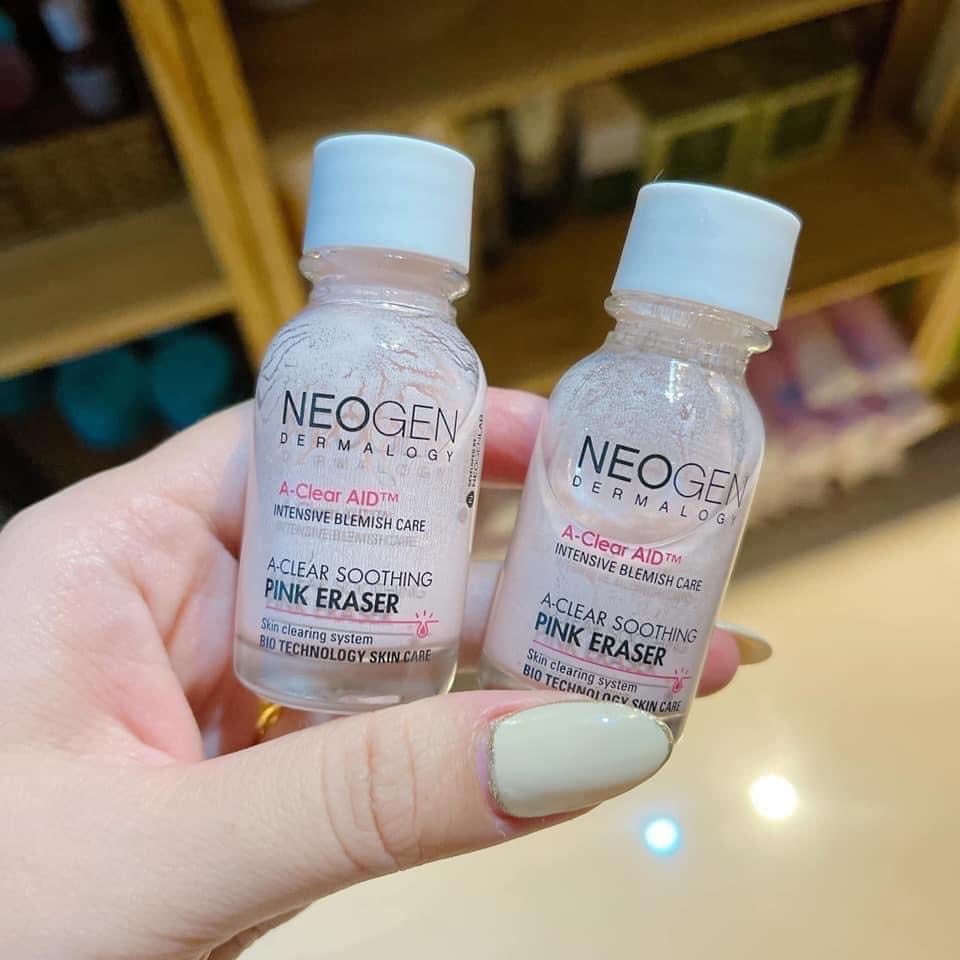 NEOGEN
DERMALOGY
A-Clear AID™
INTENSIVE BLEMISH CARE
A-CLEAR SOOTHING
PINK ERASER
Skin clearing system
BIO TECHNOLOGY SKIN CARE
NEOGENLAB
NEOGEN
DERMALOGY
A-Clear AID™
INTENSIVE BLEMISH CARE
A-CLEAR SOOTHING
PINK ERASER
Skin clearing system
BIO TECHNOLOGY SKIN CARE